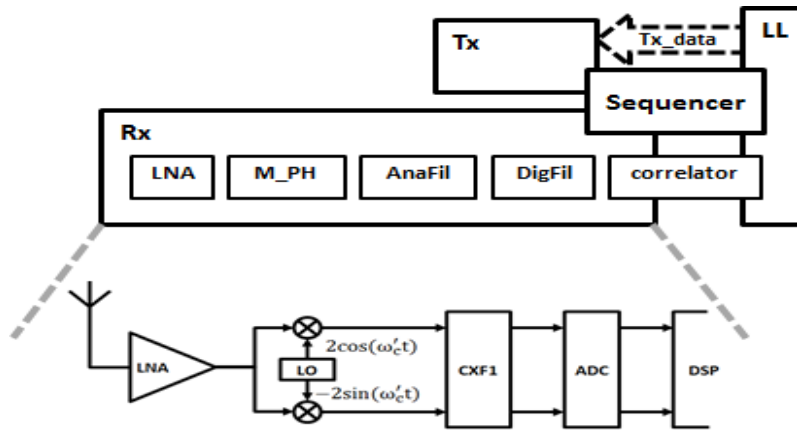 Tx
Tx_data
LL
Sequencer
Rx
LNA
M_PH
AnaFil
DigFil
correlator
LNA
2cos(ω′ct)
LO
−2sin(ω′ct)
CXF1
ADC
DSP